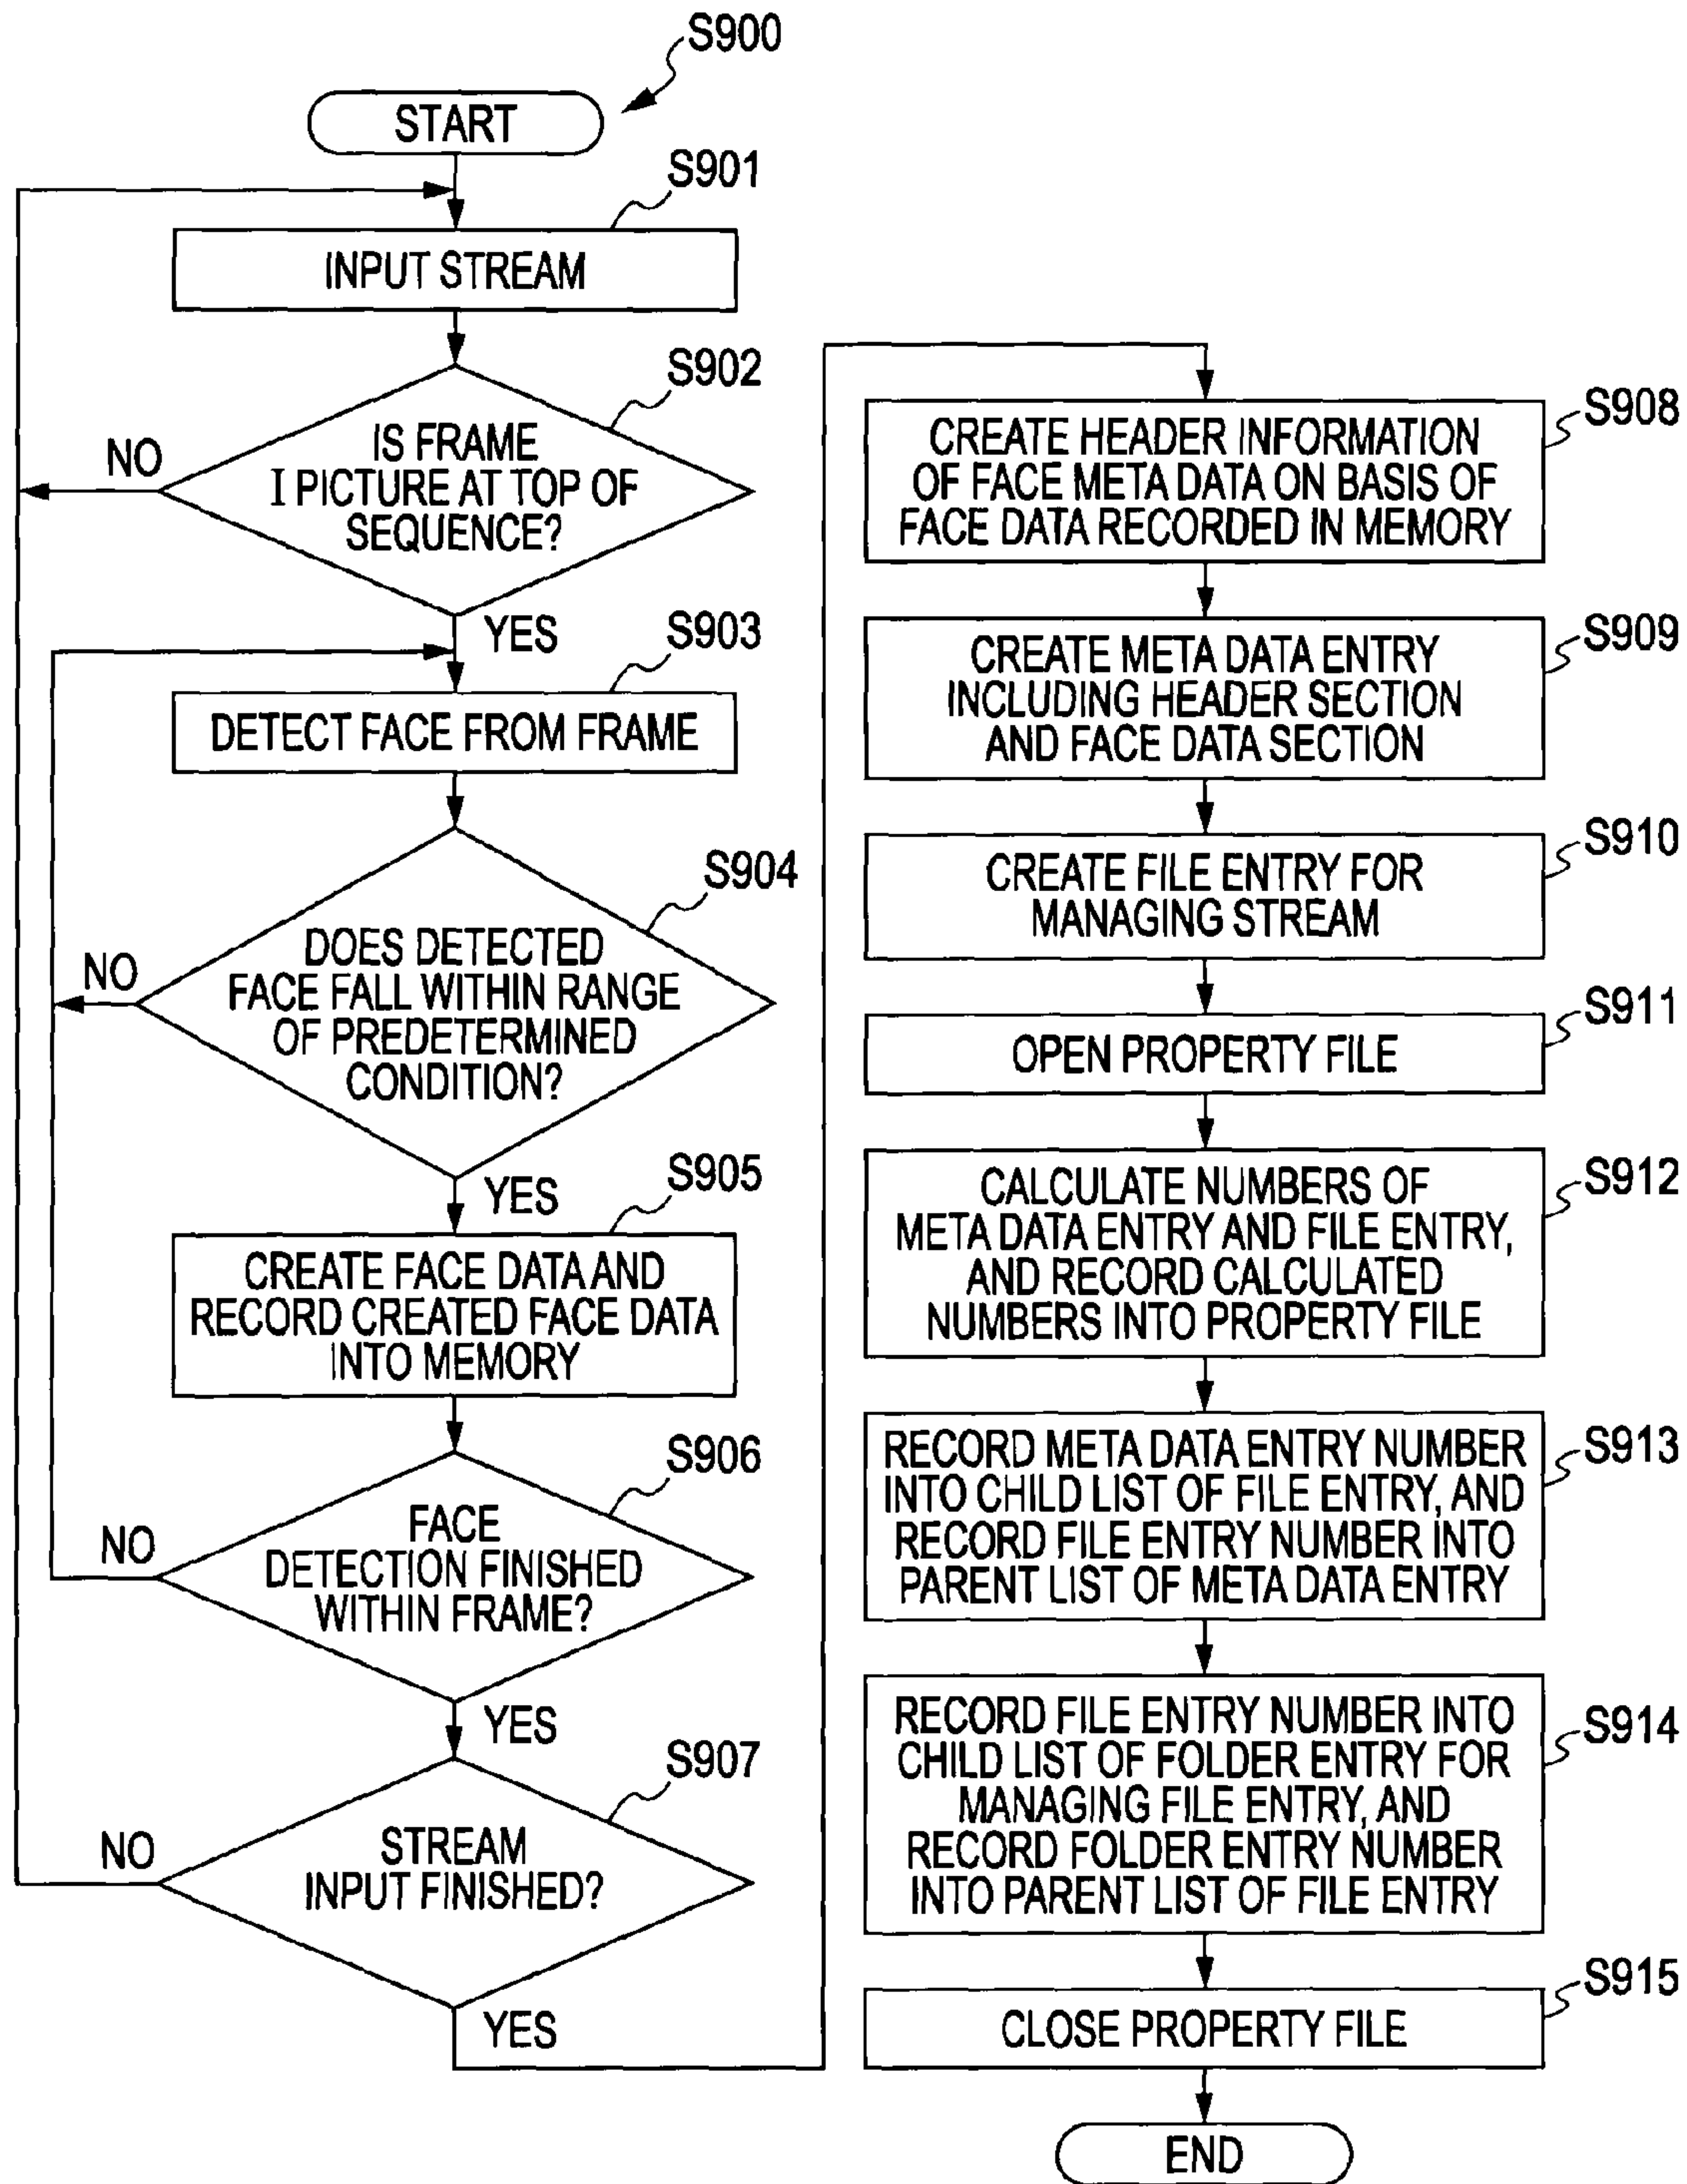 S900
START
S901
INPUT STREAM
S902
IS FRAME
I PICTURE AT TOP OF
SEQUENCE?
NO
YES
S903
DETECT FACE FROM FRAME
S904
DOES DETECTED
FACE FALL WITHIN RANGE
OF PREDETERMINED
CONDITION?
NO
YES
S905
CREATE FACE DATA AND
RECORD CREATED FACE DATA
INTO MEMORY
S906
FACE
DETECTION FINISHED
WITHIN FRAME?
NO
YES
S907
STREAM
INPUT FINISHED?
NO
YES
S908
CREATE HEADER INFORMATION
OF FACE META DATA ON BASIS OF
FACE DATA RECORDED IN MEMORY
S909
CREATE META DATA ENTRY
INCLUDING HEADER SECTION
AND FACE DATA SECTION
S910
CREATE FILE ENTRY FOR
MANAGING STREAM
S911
OPEN PROPERTY FILE
S912
CALCULATE NUMBERS OF
META DATA ENTRY AND FILE ENTRY,
AND RECORD CALCULATED
NUMBERS INTO PROPERTY FILE
S913
RECORD META DATA ENTRY NUMBER
INTO CHILD LIST OF FILE ENTRY, AND
RECORD FILE ENTRY NUMBER INTO
PARENT LIST OF META DATA ENTRY
S914
RECORD FILE ENTRY NUMBER INTO
CHILD LIST OF FOLDER ENTRY FOR
MANAGING FILE ENTRY, AND
RECORD FOLDER ENTRY NUMBER
INTO PARENT LIST OF FILE ENTRY
S915
CLOSE PROPERTY FILE
END